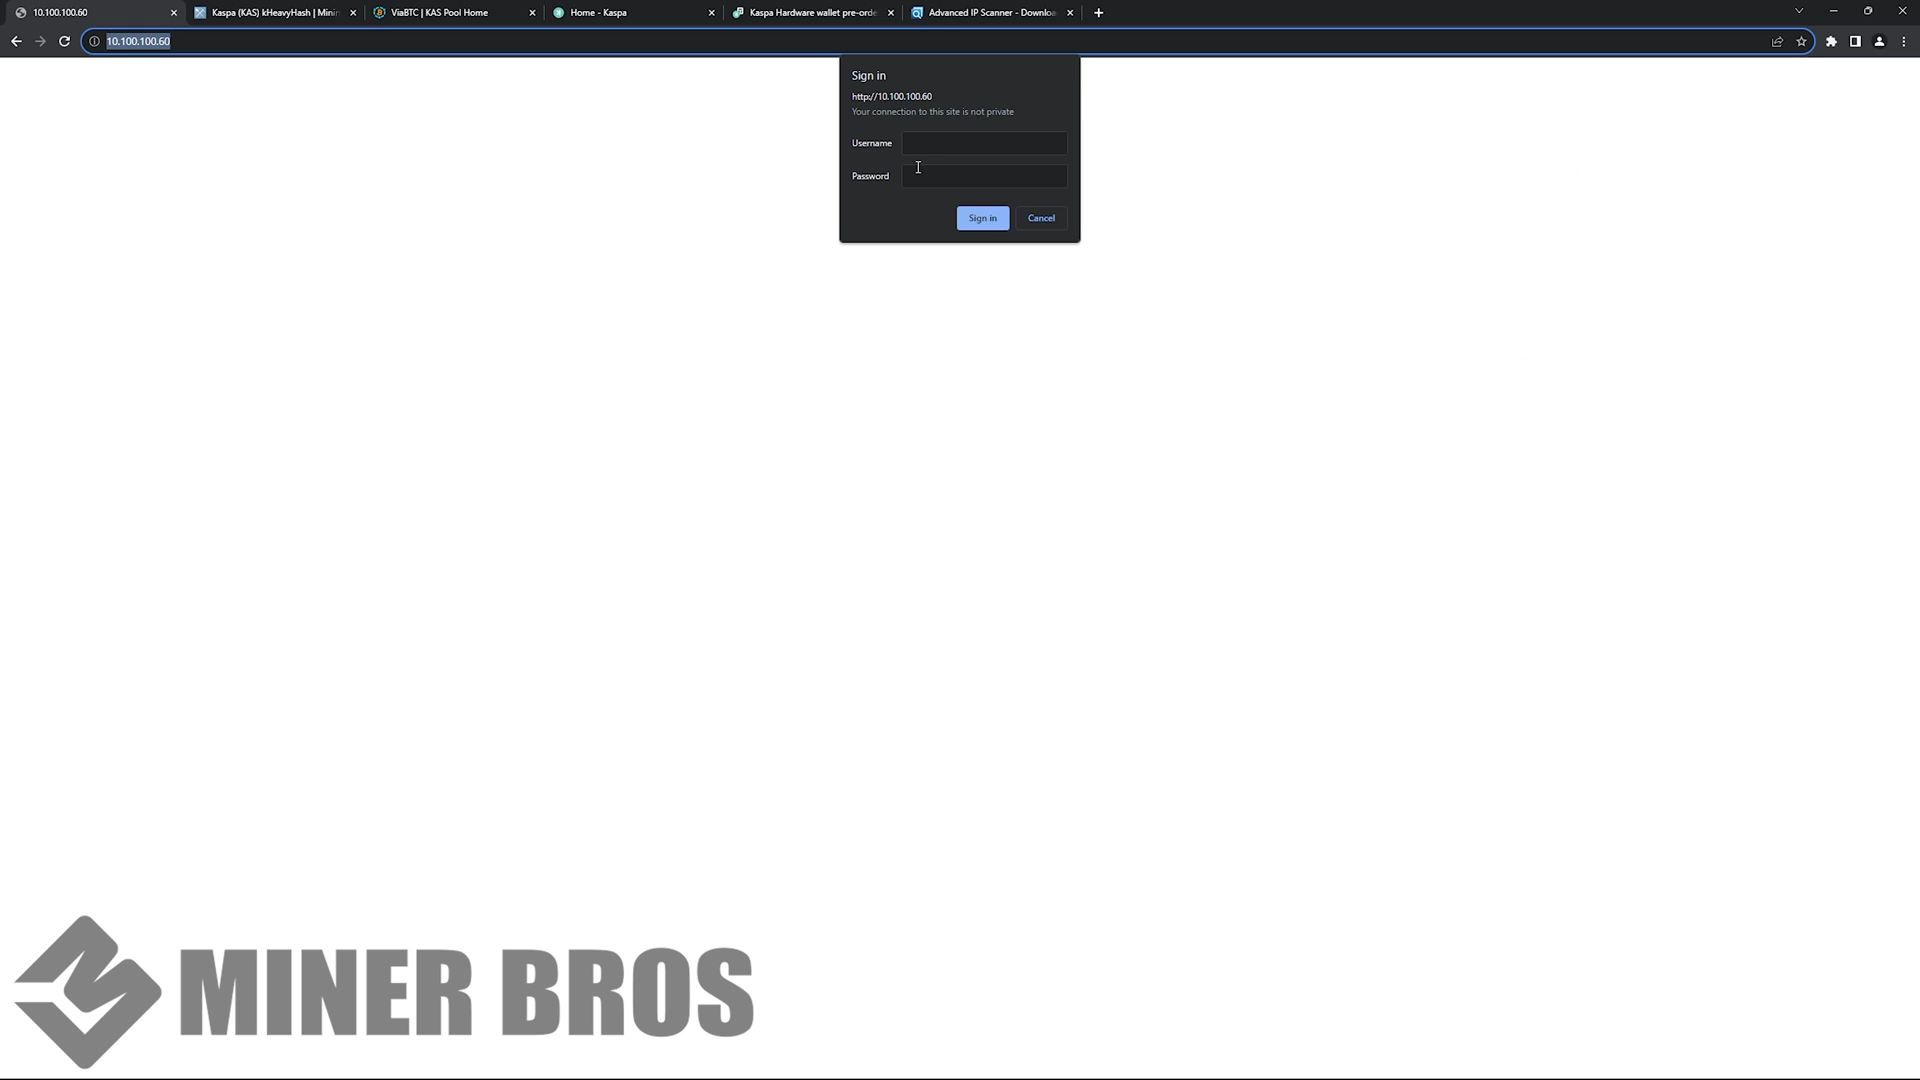 10.100.100.60
Kaspa (KAS) kHeavyHash | Minin
ViaBTC | KAS Pool Home
Home - Kaspa
Kaspa Hardware wallet pre-orde
Advanced IP Scanner - Downloa
10.100.100.60
Sign in
http://10.100.100.60
Your connection to this site is not private
Username
Password
Sign in
Cancel
MINER BROS